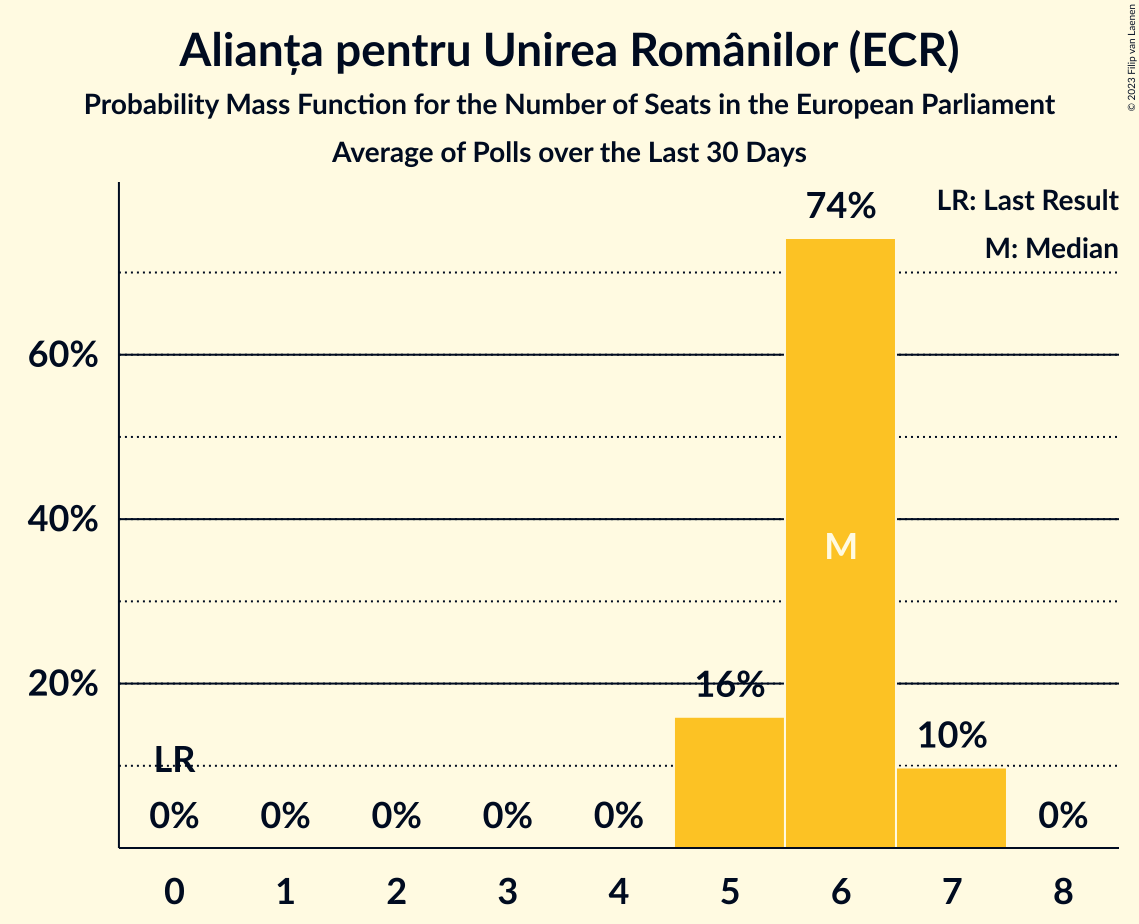 Alianța pentru Unirea Românilor (ECR)
Probability Mass Function for the Number of Seats in the European Parliament
Average of Polls over the Last 30 Days
© 2023 Filip van Laenen
LR: Last Result
M: Median
74%
60%
40%
M
20%
16%
10%
LR
0% 0% 0% 0% 0% 0%
0 1 2 3 4 5 6 7 8